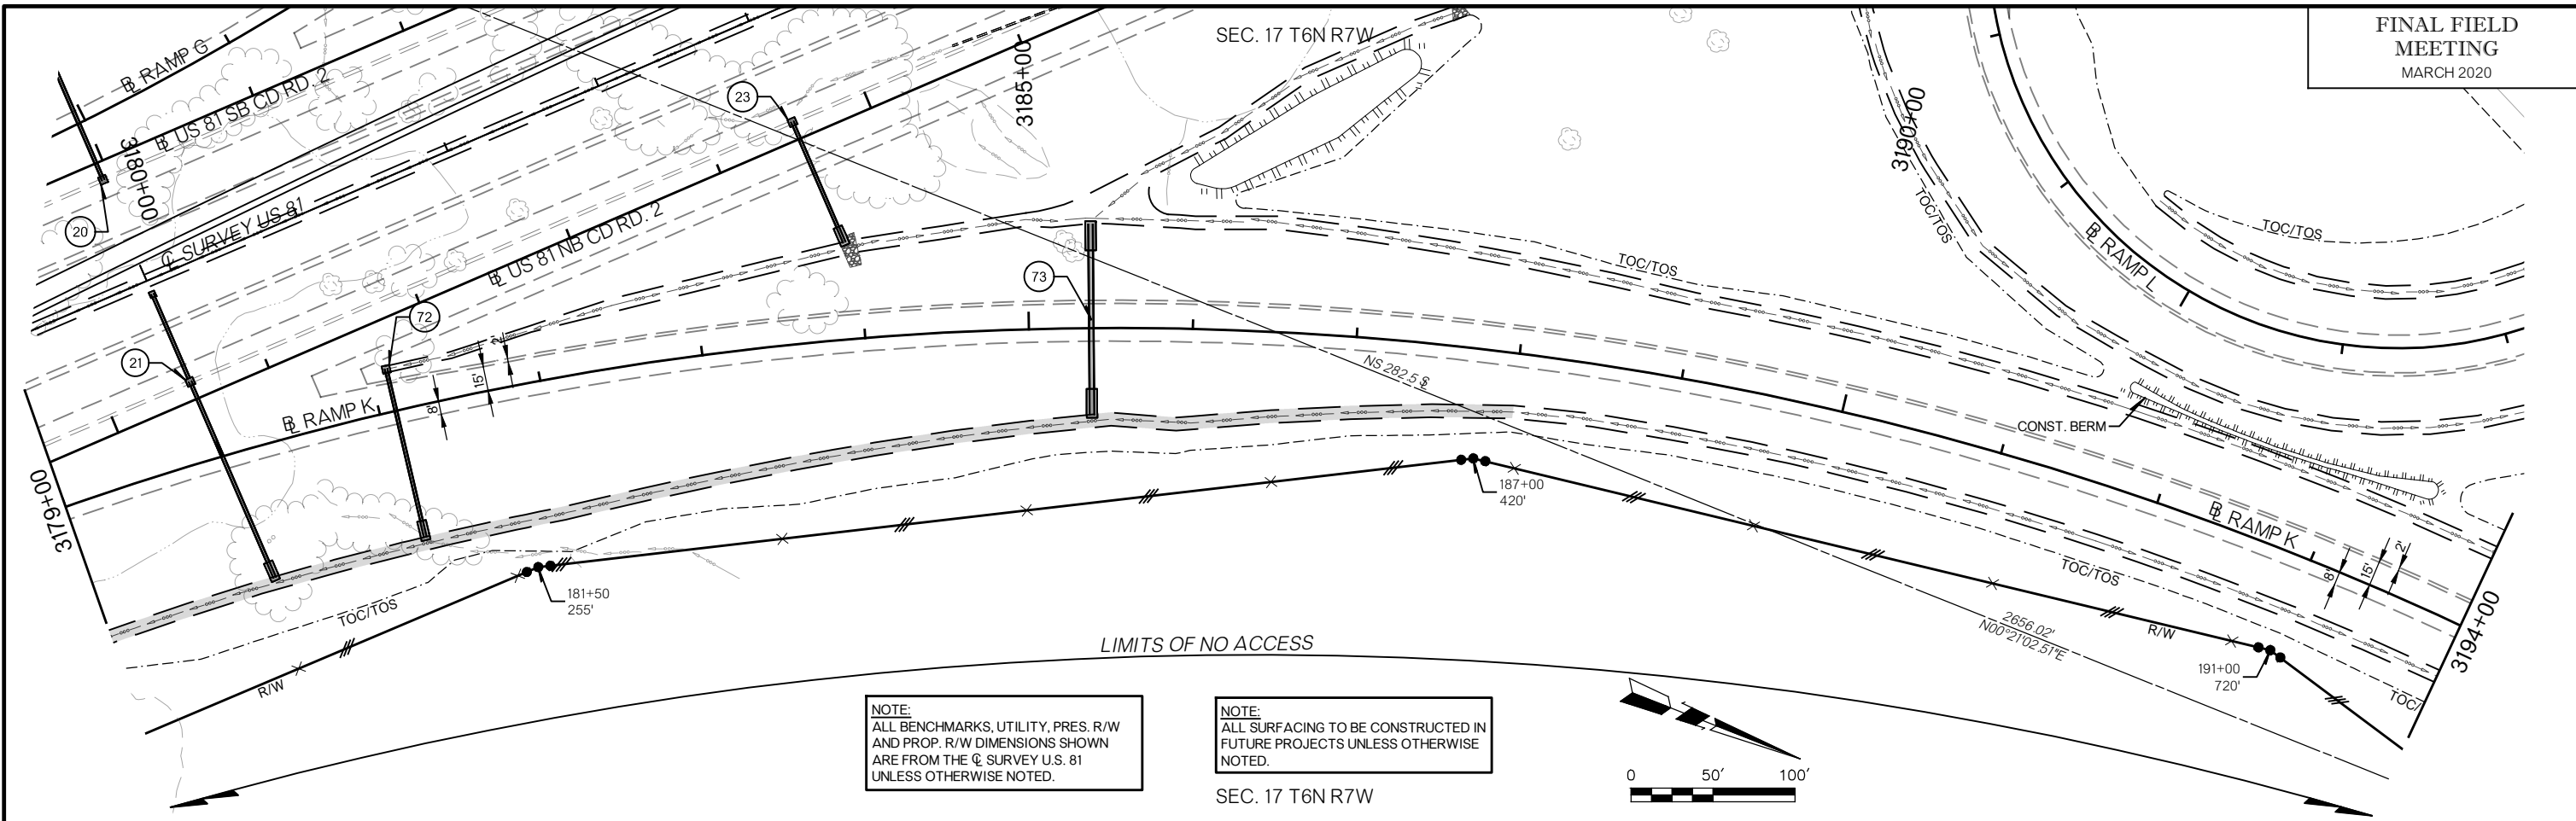 FINAL FIELD
MEETING
MARCH 2020
SEC. 17 T6N R7W
℄ RAMP G
℄ US 81 SB CD RD. 2
3180+00
20
℄ SURVEY US 81
℄ US 81 NB CD RD. 2
23
3185+00
3190+00
TOC/TOS
℄ RAMP L
TOC/TOS
TOC/TOS
73
72
21
2'
15'
8'
℄ RAMP K
NS 282.5 ℄
CONST. BERM
3179+00
187+00
420'
℄ RAMP K
8'
15'
2'
TOC/TOS
181+50
255'
TOC/TOS
R/W
LIMITS OF NO ACCESS
2656.02'
N00°21'02.51"E
R/W
191+00
720'
3194+00
TOC/
NOTE:
ALL BENCHMARKS, UTILITY, PRES. R/W
AND PROP. R/W DIMENSIONS SHOWN
ARE FROM THE ℄ SURVEY U.S. 81
UNLESS OTHERWISE NOTED.
NOTE:
ALL SURFACING TO BE CONSTRUCTED IN
FUTURE PROJECTS UNLESS OTHERWISE
NOTED.
SEC. 17 T6N R7W
0 50' 100'